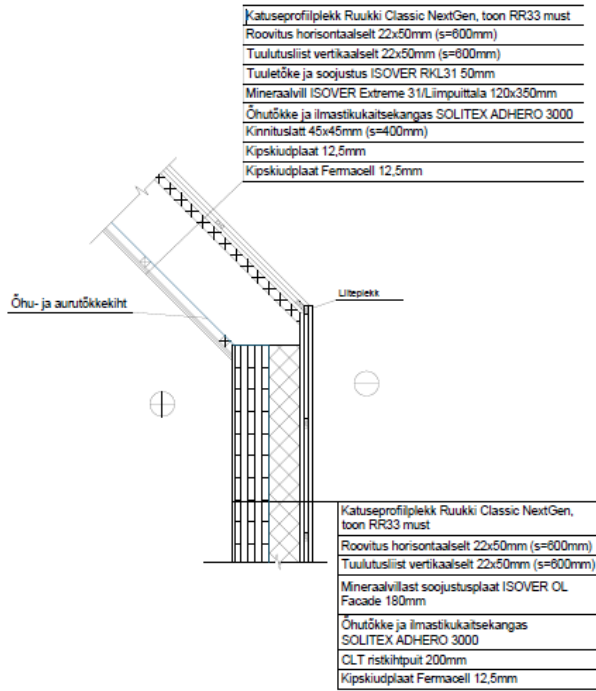 Katuseprofiilplekk Ruukki Classic NextGen, toon RR33 must
Roovitus horisontaalselt 22x50mm (s=600mm)
Tuulutusliist vertikaalselt 22x50mm (s=600mm)
Tuuletõke ja soojustus ISOVER RKL31 50mm
Mineraalvill ISOVER Extreme 31/Liimpuittala 120x350mm
Õhutõkke ja ilmastikukaitsekangas SOLITEX ADHERO 3000
Kinnituslatt 45x45mm (s=400mm)
Kipskiudplaat 12,5mm
Kipskiudplaat Fermacell 12,5mm
Õhu- ja aurutõkkekiht
Liiteplekk
Katuseprofiilplekk Ruukki Classic NextGen,
toon RR33 must
Roovitus horisontaalselt 22x50mm (s=600mm)
Tuulutusliist vertikaalselt 22x50mm (s=600mm)
Mineraalvillast soojustusplaat ISOVER OL
Facade 180mm
Õhutõkke ja ilmastikukaitsekangas
SOLITEX ADHERO 3000
CLT ristkihtpuit 200mm
Kipskiudplaat Fermacell 12,5mm